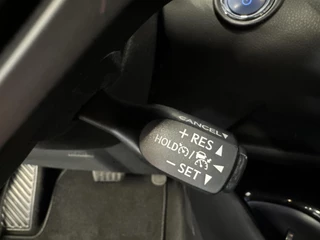 CANCEL▼
+ RES ▲
HOLD / ◀
− SET ▼